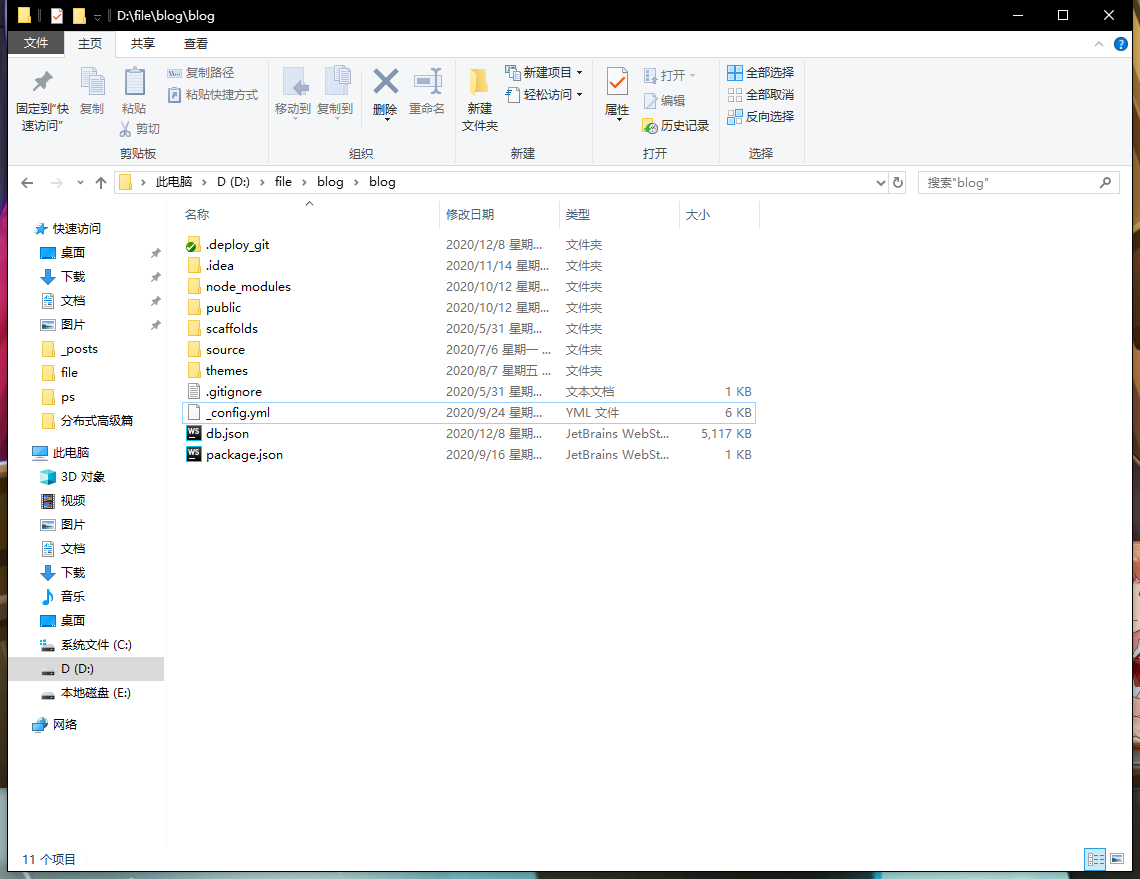 D:\file\blog\blog
文件 主页 共享 查看
固定到"快速访问"
复制
粘贴
复制路径
粘贴快捷方式
剪切
剪贴板
移动到 复制到 删除 重命名
组织
新建
文件夹
新建项目
轻松访问
新建
属性
打开
编辑
历史记录
打开
全部选择
全部取消
反向选择
选择
此电脑 D (D:) file blog blog
搜索"blog"
快速访问
桌面
下载
文档
图片
_posts
file
ps
分布式高级篇
此电脑
3D 对象
视频
图片
文档
下载
音乐
桌面
系统文件 (C:)
D (D:)
本地磁盘 (E:)
网络
名称 修改日期 类型 大小
.deploy_git 2020/12/8 星期... 文件夹
.idea 2020/11/14 星期... 文件夹
node_modules 2020/10/12 星期... 文件夹
public 2020/10/12 星期... 文件夹
scaffolds 2020/5/31 星期... 文件夹
source 2020/7/6 星期一 ... 文件夹
themes 2020/8/7 星期五 ... 文件夹
.gitignore 2020/5/31 星期... 文本文档 1 KB
_config.yml 2020/9/24 星期... YML 文件 6 KB
WS db.json 2020/12/8 星期... JetBrains WebSt... 5,117 KB
WS package.json 2020/9/16 星期... JetBrains WebSt... 1 KB
11 个项目